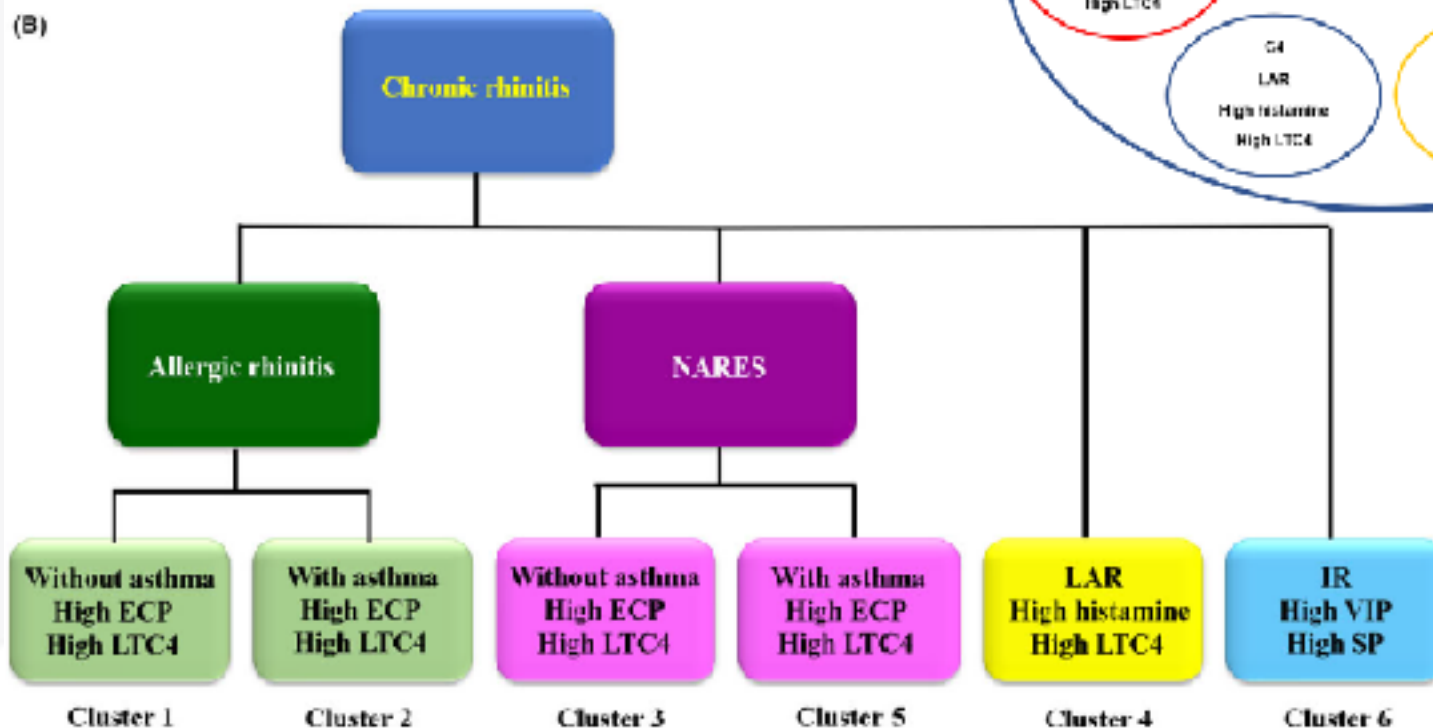 (B)
High LTC4
LAR
High histamine
High LTC4
Chronic rhinitis
Allergic rhinitis
NARES
Without asthma
High ECP
High LTC4
With asthma
High ECP
High LTC4
Without asthma
High ECP
High LTC4
With asthma
High ECP
High LTC4
LAR
High histamine
High LTC4
IR
High VIP
High SP
Cluster 1
Cluster 2
Cluster 3
Cluster 5
Cluster 4
Cluster 6